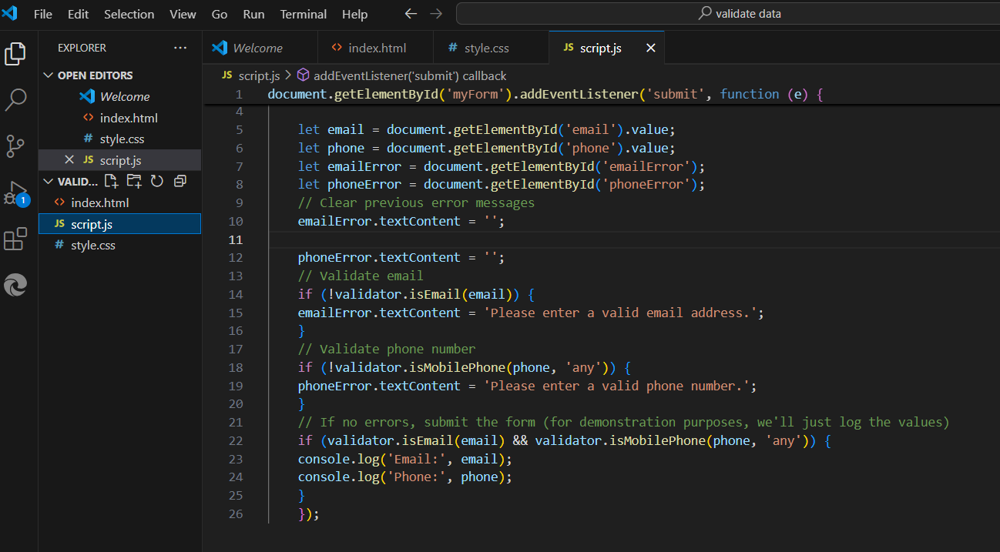 File Edit Selection View Go Run Terminal Help validate data
EXPLORER
OPEN EDITORS
Welcome
index.html
style.css
script.js
VALID...
index.html
script.js
style.css
1
Welcome index.html style.css script.js
script.js > addEventListener('submit') callback
1 document.getElementById('myForm').addEventListener('submit', function (e) {
4
5 let email = document.getElementById('email').value;
6 let phone = document.getElementById('phone').value;
7 let emailError = document.getElementById('emailError');
8 let phoneError = document.getElementById('phoneError');
9 // Clear previous error messages
10 emailError.textContent = '';
11
12 phoneError.textContent = '';
13 // Validate email
14 if (!validator.isEmail(email)) {
15 emailError.textContent = 'Please enter a valid email address.';
16 }
17 // Validate phone number
18 if (!validator.isMobilePhone(phone, 'any')) {
19 phoneError.textContent = 'Please enter a valid phone number.';
20 }
21 // If no errors, submit the form (for demonstration purposes, we'll just log the values)
22 if (validator.isEmail(email) && validator.isMobilePhone(phone, 'any')) {
23 console.log('Email:', email);
24 console.log('Phone:', phone);
25 }
26 });